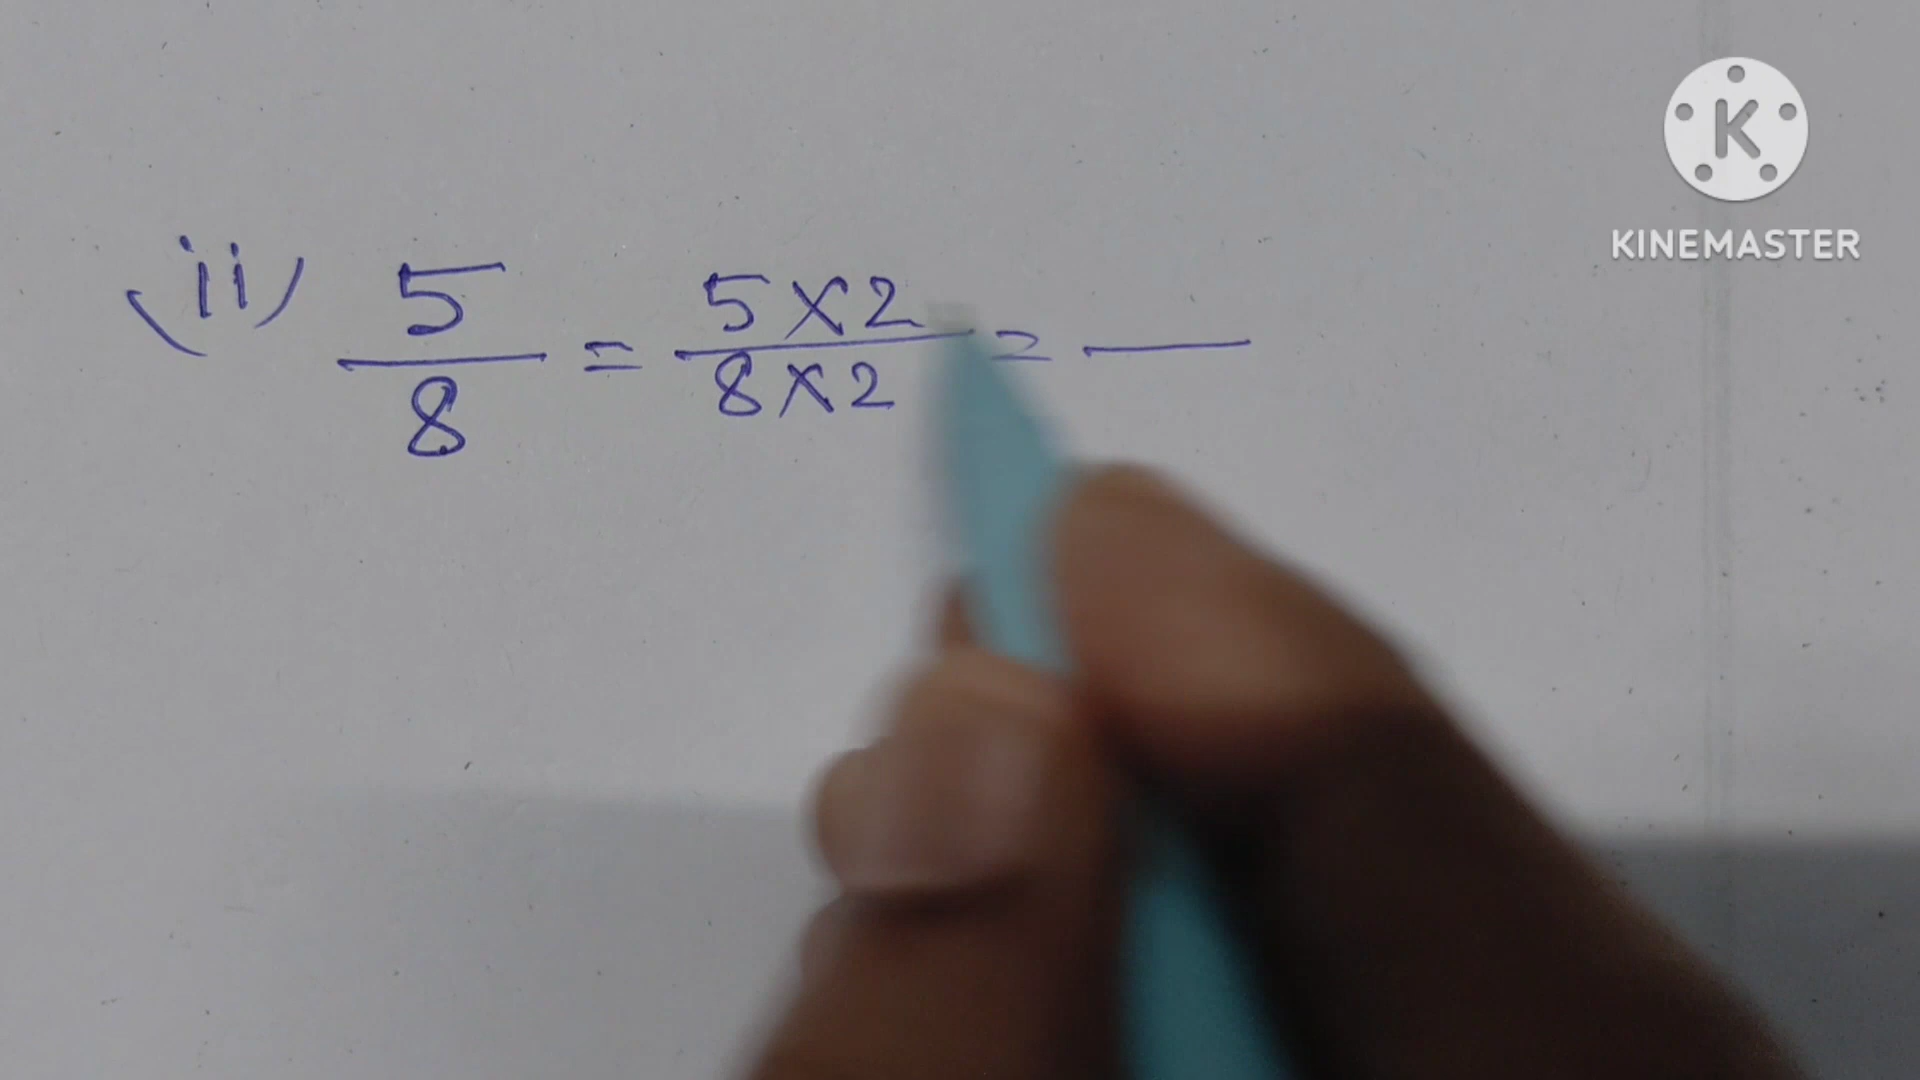 K
KINEMASTER
(ii) 5/8 = 5×2/8×2 = —